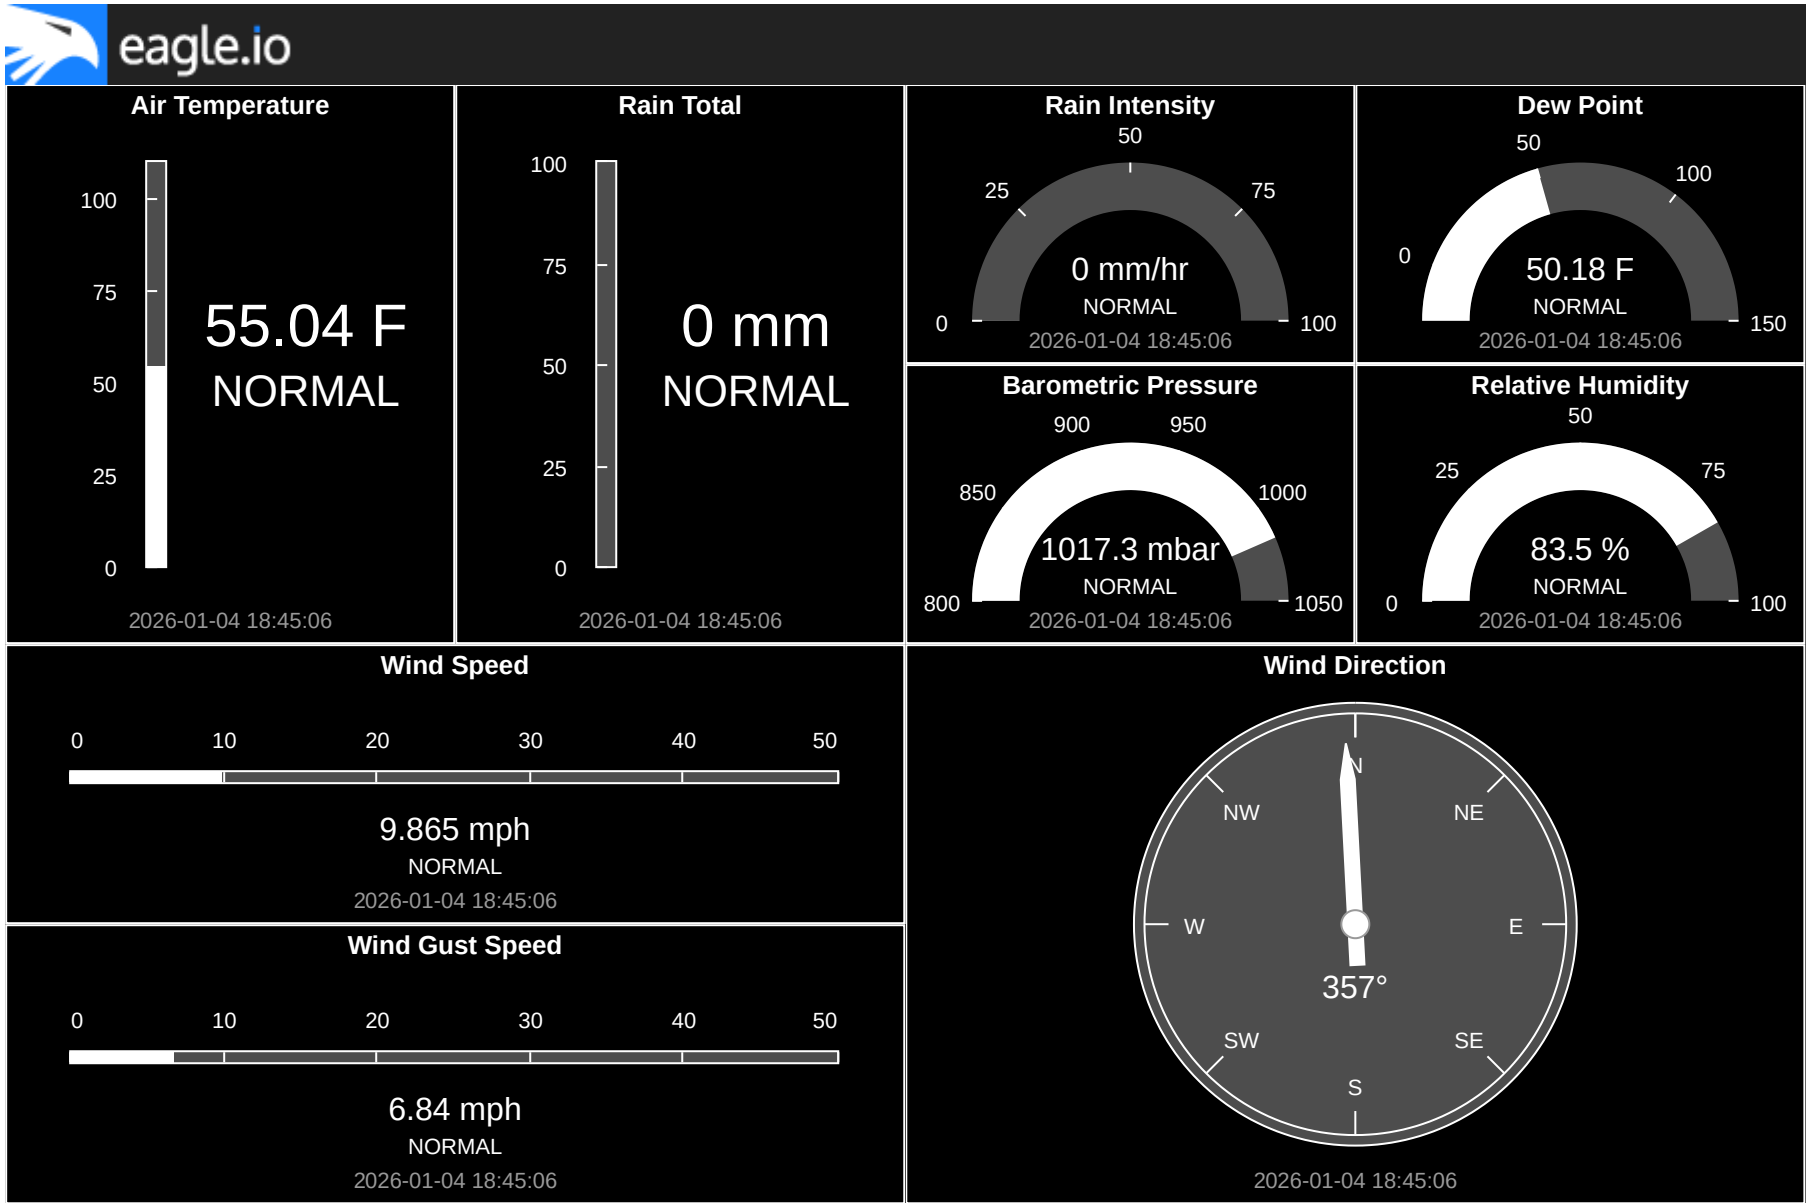 eagle.io
Air Temperature
100
75
50
25
0
55.04 F
NORMAL
2026-01-04 18:45:06
Rain Total
100
75
50
25
0
0 mm
NORMAL
2026-01-04 18:45:06
Rain Intensity
50
25
75
0
100
0 mm/hr
NORMAL
2026-01-04 18:45:06
Dew Point
50
100
0
150
50.18 F
NORMAL
2026-01-04 18:45:06
Barometric Pressure
900
950
850
1000
800
1050
1017.3 mbar
NORMAL
2026-01-04 18:45:06
Relative Humidity
50
25
75
0
100
83.5 %
NORMAL
2026-01-04 18:45:06
Wind Speed
0 10 20 30 40 50
9.865 mph
NORMAL
2026-01-04 18:45:06
Wind Gust Speed
0 10 20 30 40 50
6.84 mph
NORMAL
2026-01-04 18:45:06
Wind Direction
N
NW
NE
W
E
357°
SW
SE
S
2026-01-04 18:45:06